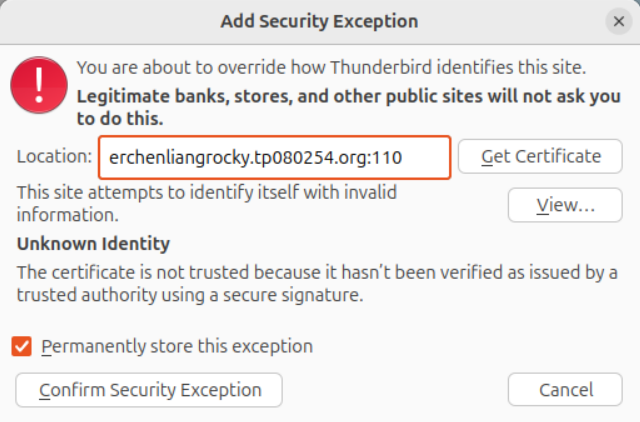 Add Security Exception
You are about to override how Thunderbird identifies this site.
Legitimate banks, stores, and other public sites will not ask you
to do this.
Location: erchenliangrocky.tp080254.org:110 Get Certificate
This site attempts to identify itself with invalid
information.
View...
Unknown Identity
The certificate is not trusted because it hasn't been verified as issued by a
trusted authority using a secure signature.
Permanently store this exception
Confirm Security Exception Cancel